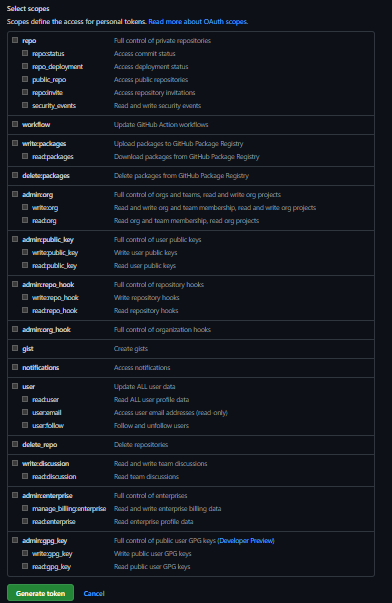 Select scopes
Scopes define the access for personal tokens. Read more about OAuth scopes.
repo Full control of private repositories
repo:status Access commit status
repo_deployment Access deployment status
public_repo Access public repositories
repo:invite Access repository invitations
security_events Read and write security events
workflow Update GitHub Action workflows
write:packages Upload packages to GitHub Package Registry
read:packages Download packages from GitHub Package Registry
delete:packages Delete packages from GitHub Package Registry
admin:org Full control of orgs and teams, read and write org projects
write:org Read and write org and team membership, read and write org projects
read:org Read org and team membership, read org projects
admin:public_key Full control of user public keys
write:public_key Write user public keys
read:public_key Read user public keys
admin:repo_hook Full control of repository hooks
write:repo_hook Write repository hooks
read:repo_hook Read repository hooks
admin:org_hook Full control of organization hooks
gist Create gists
notifications Access notifications
user Update ALL user data
read:user Read ALL user profile data
user:email Access user email addresses (read-only)
user:follow Follow and unfollow users
delete_repo Delete repositories
write:discussion Read and write team discussions
read:discussion Read team discussions
admin:enterprise Full control of enterprises
manage_billing:enterprise Read and write enterprise billing data
read:enterprise Read enterprise profile data
admin:gpg_key Full control of public user GPG keys (Developer Preview)
write:gpg_key Write public user GPG keys
read:gpg_key Read public user GPG keys
Generate token Cancel